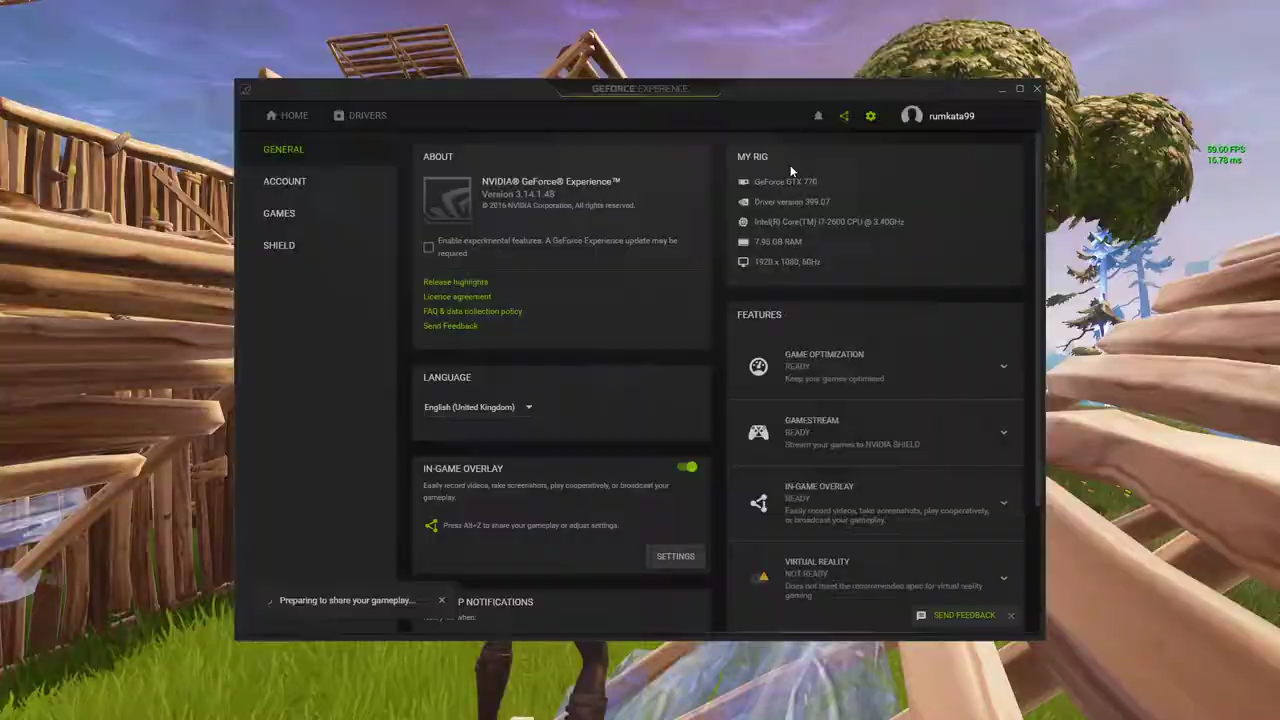 GEFORCE EXPERIENCE
HOME
DRIVERS
rumkata99
59.60 FPS
16.78 ms
GENERAL
ACCOUNT
GAMES
SHIELD
ABOUT
NVIDIA® GeForce® Experience™
Version 3.14.1.48
© 2016 NVIDIA Corporation, All rights reserved.
Enable experimental features. A GeForce Experience update may be
required
Release highlights
Licence agreement
FAQ & data collection policy
Send Feedback
LANGUAGE
English (United Kingdom)
IN-GAME OVERLAY
Easily record videos, take screenshots, play cooperatively, or broadcast your
gameplay.
Press Alt+Z to share your gameplay or adjust settings.
SETTINGS
P NOTIFICATIONS
when:
Preparing to share your gameplay...
MY RIG
GeForce GTX 770
Driver version 399.07
Intel(R) Core(TM) i7-2600 CPU @ 3.40GHz
7.95 GB RAM
1920 x 1080, 60Hz
FEATURES
GAME OPTIMIZATION
READY
Keep your games optimised
GAMESTREAM
READY
Stream your games to NVIDIA SHIELD
IN-GAME OVERLAY
READY
Easily record videos, take screenshots, play cooperatively,
or broadcast your gameplay.
VIRTUAL REALITY
NOT READY
Does not meet the recommended spec for virtual reality
gaming
SEND FEEDBACK